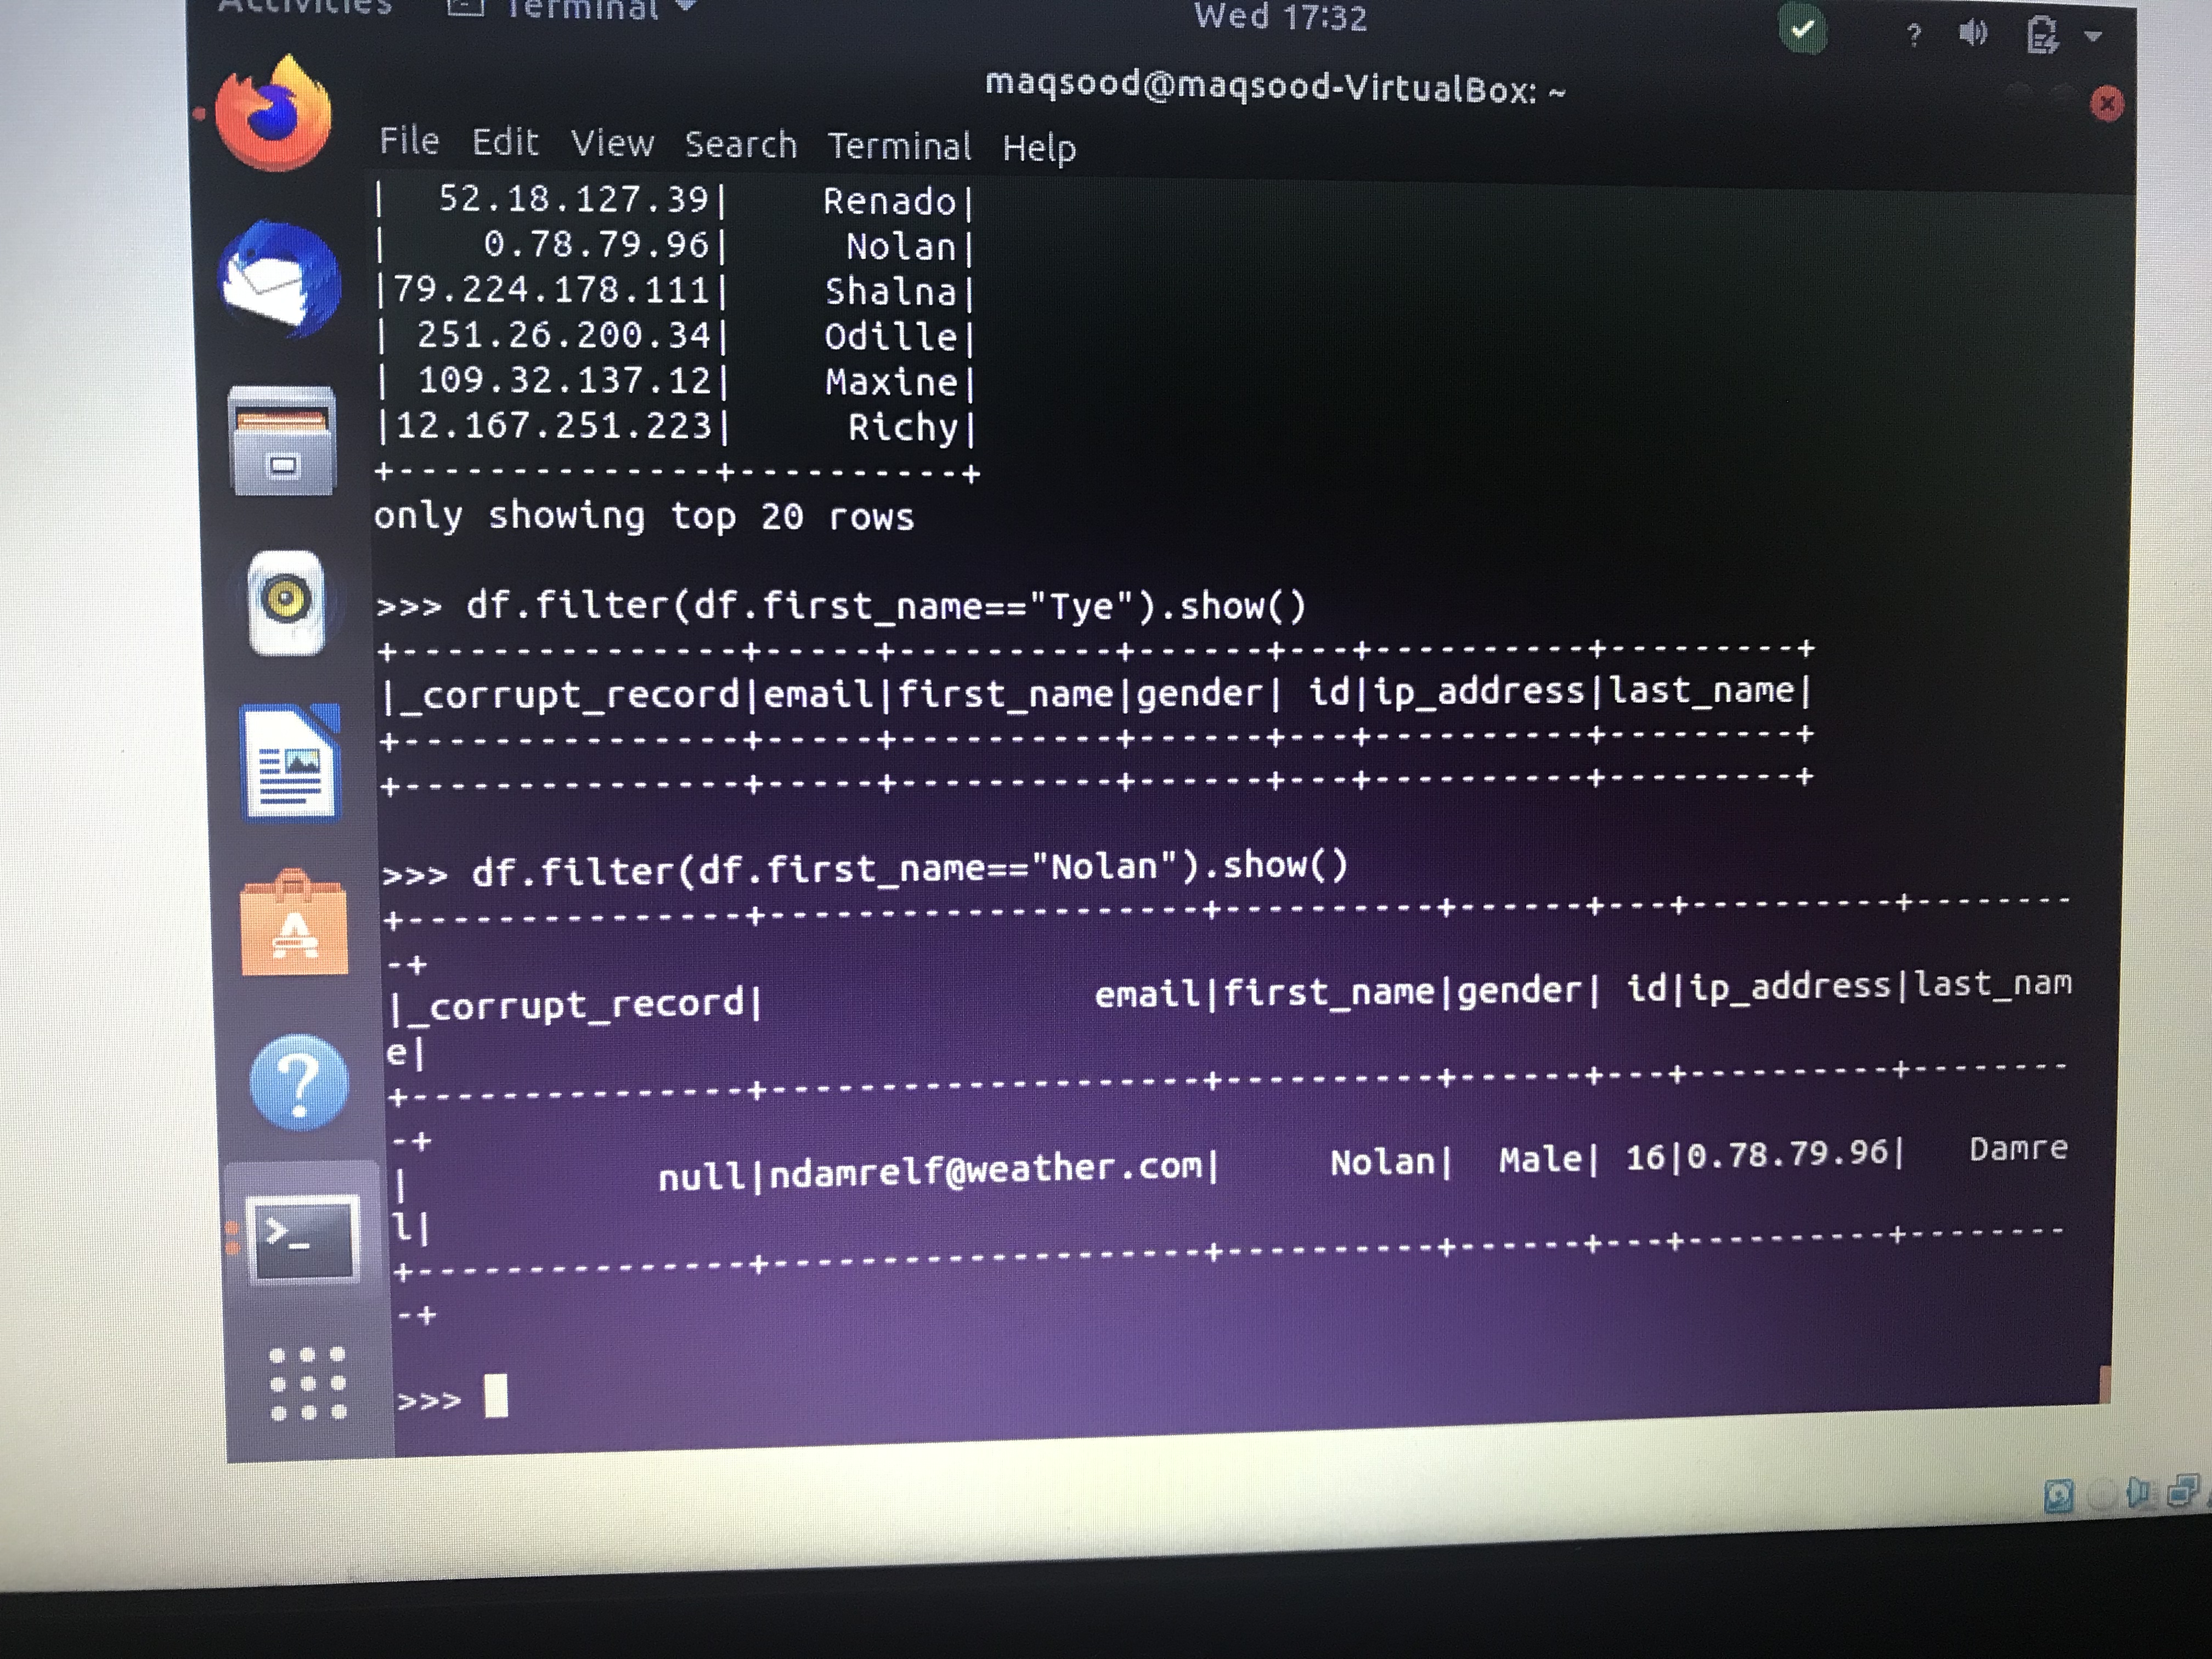 Activities Terminal Wed 17:32 ?
maqsood@maqsood-VirtualBox: ~
File Edit View Search Terminal Help
|   52.18.127.39|    Renado|
|     0.78.79.96|     Nolan|
|79.224.178.111|    Shalna|
|  251.26.200.34|    Odille|
|  109.32.137.12|    Maxine|
|12.167.251.223|     Richy|
+--------------+----------+
only showing top 20 rows
>>> df.filter(df.first_name=="Tye").show()
+---------------+-----+----------+------+---+----------+---------+
|_corrupt_record|email|first_name|gender| id|ip_address|last_name|
+---------------+-----+----------+------+---+----------+---------+
+---------------+-----+----------+------+---+----------+---------+
>>> df.filter(df.first_name=="Nolan").show()
+---------------+-------------------+----------+------+---+----------+--------
-+
|_corrupt_record|              email|first_name|gender| id|ip_address|last_nam
e|
+---------------+-------------------+----------+------+---+----------+--------
-+
|           null|ndamrelf@weather.com|     Nolan|  Male| 16|0.78.79.96|   Damre
l|
+---------------+-------------------+----------+------+---+----------+--------
-+
>>>